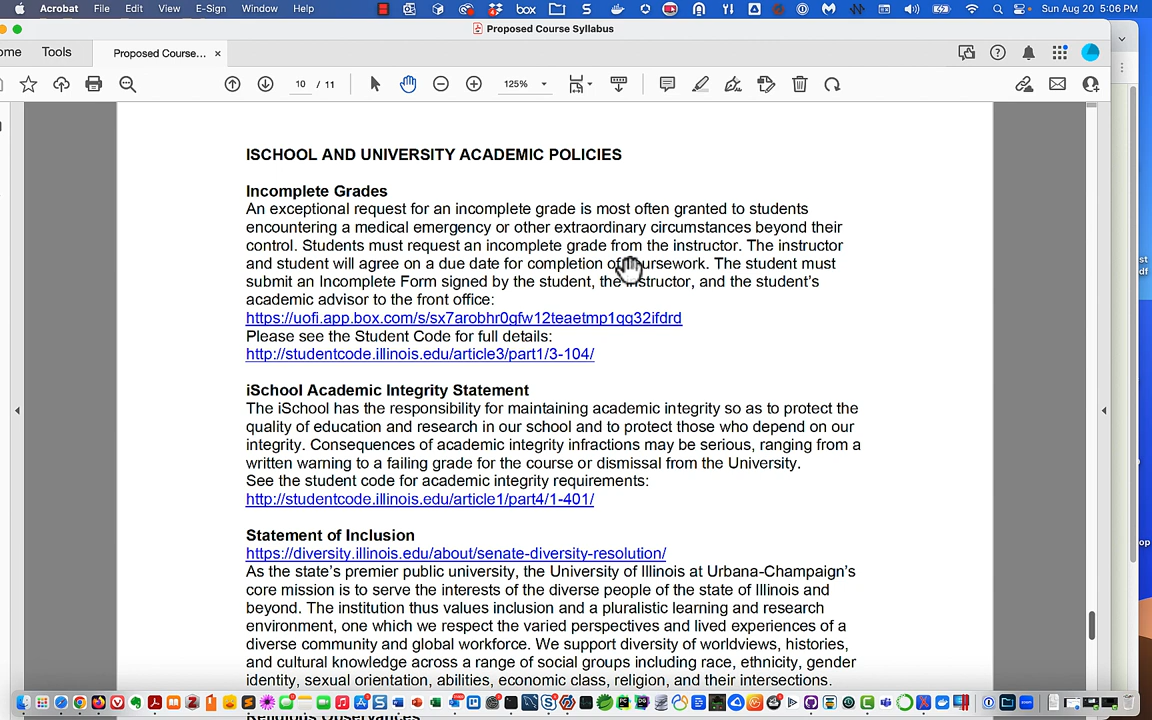 Acrobat File Edit View E-Sign Window Help box Sun Aug 20 5:06 PM
Proposed Course Syllabus
ome Tools Proposed Course... ×
10 / 11 125%
ISCHOOL AND UNIVERSITY ACADEMIC POLICIES
Incomplete Grades
An exceptional request for an incomplete grade is most often granted to students
encountering a medical emergency or other extraordinary circumstances beyond their
control. Students must request an incomplete grade from the instructor. The instructor
and student will agree on a due date for completion of coursework. The student must
submit an Incomplete Form signed by the student, the instructor, and the student's
academic advisor to the front office:
https://uofi.app.box.com/s/sx7arobhr0gfw12teaetmp1qq32ifdrd
Please see the Student Code for full details:
http://studentcode.illinois.edu/article3/part1/3-104/
iSchool Academic Integrity Statement
The iSchool has the responsibility for maintaining academic integrity so as to protect the
quality of education and research in our school and to protect those who depend on our
integrity. Consequences of academic integrity infractions may be serious, ranging from a
written warning to a failing grade for the course or dismissal from the University.
See the student code for academic integrity requirements:
http://studentcode.illinois.edu/article1/part4/1-401/
Statement of Inclusion
https://diversity.illinois.edu/about/senate-diversity-resolution/
As the state's premier public university, the University of Illinois at Urbana-Champaign's
core mission is to serve the interests of the diverse people of the state of Illinois and
beyond. The institution thus values inclusion and a pluralistic learning and research
environment, one which we respect the varied perspectives and lived experiences of a
diverse community and global workforce. We support diversity of worldviews, histories,
and cultural knowledge across a range of social groups including race, ethnicity, gender
identity, sexual orientation, abilities, economic class, religion, and their intersections.
Religious Observances